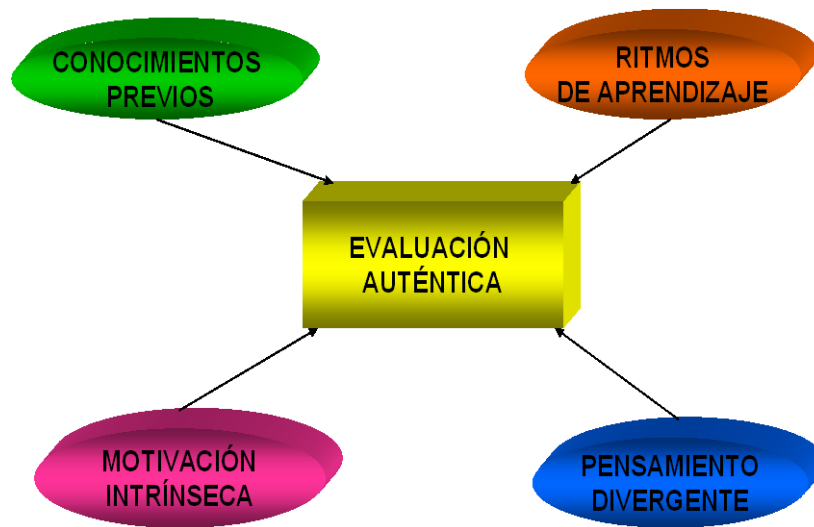 CONOCIMIENTOS
PREVIOS
RITMOS
DE APRENDIZAJE
EVALUACIÓN
AUTÉNTICA
MOTIVACIÓN
INTRÍNSECA
PENSAMIENTO
DIVERGENTE